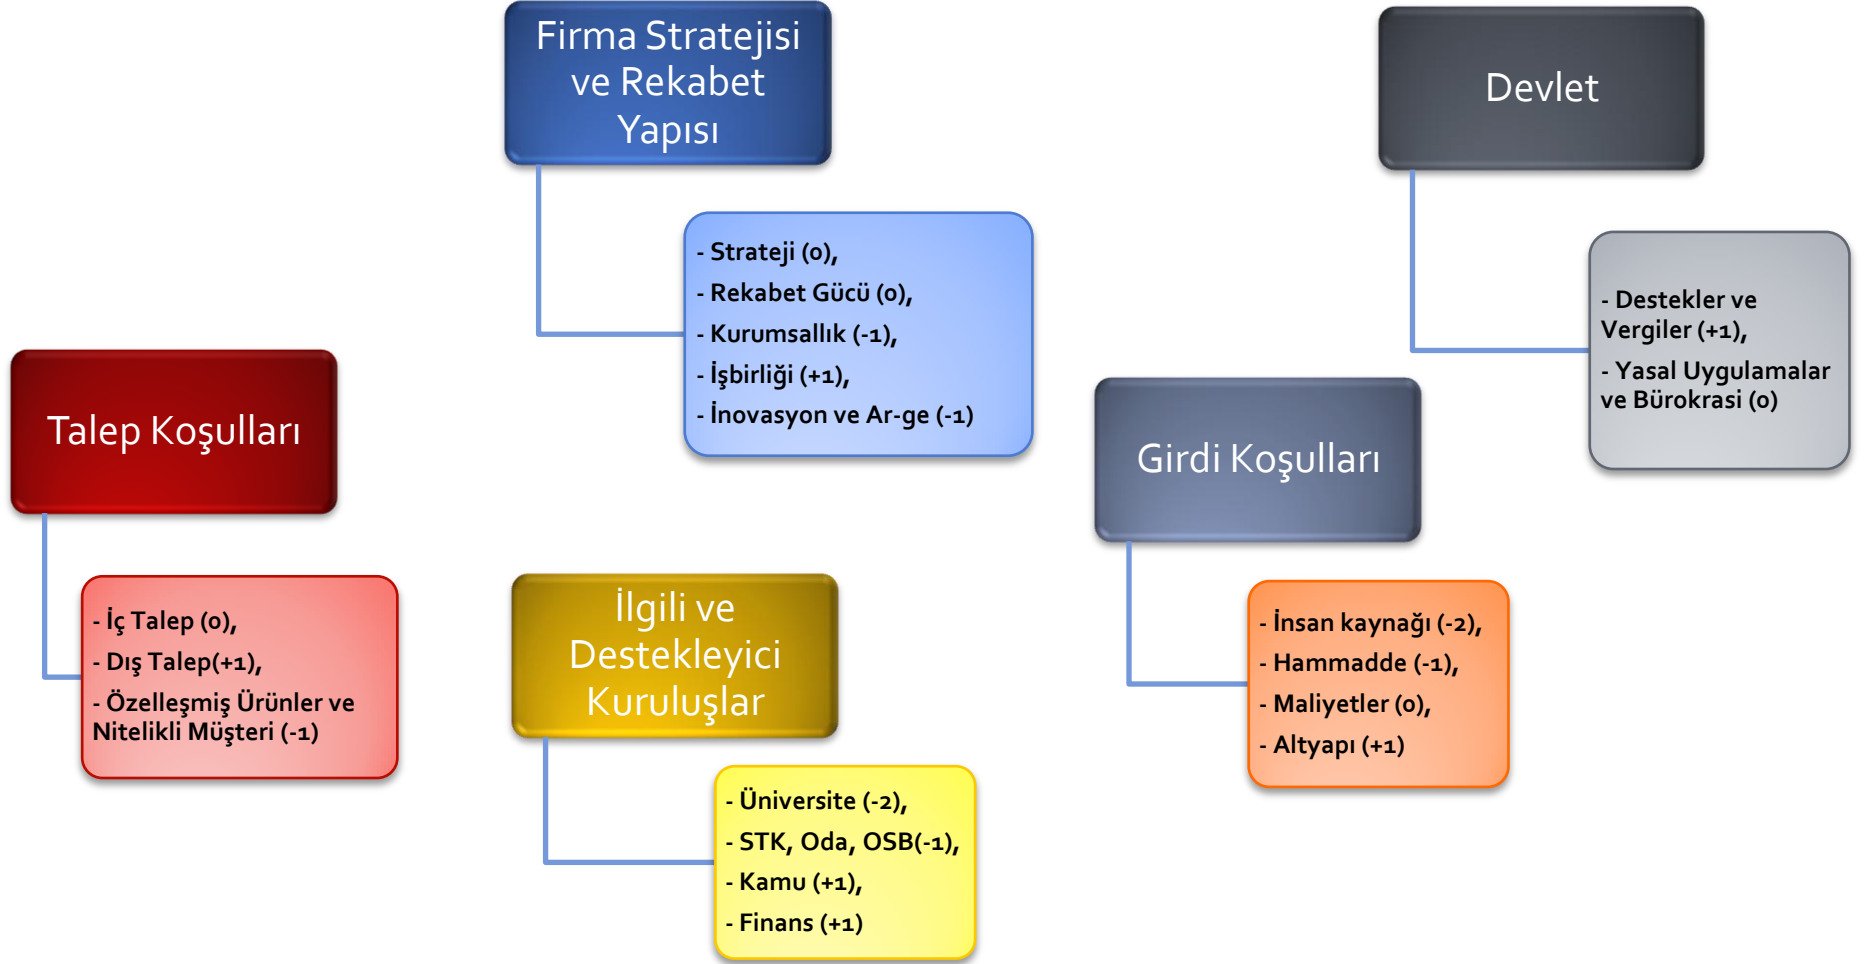 Firma Stratejisi
ve Rekabet
Yapısı
- Strateji (0),
- Rekabet Gücü (0),
- Kurumsallık (-1),
- İşbirliği (+1),
- İnovasyon ve Ar-ge (-1)
Devlet
- Destekler ve
Vergiler (+1),
- Yasal Uygulamalar
ve Bürokrasi (0)
Talep Koşulları
- İç Talep (0),
- Dış Talep(+1),
- Özelleşmiş Ürünler ve
Nitelikli Müşteri (-1)
İlgili ve
Destekleyici
Kuruluşlar
- Üniversite (-2),
- STK, Oda, OSB(-1),
- Kamu (+1),
- Finans (+1)
Girdi Koşulları
- İnsan kaynağı (-2),
- Hammadde (-1),
- Maliyetler (0),
- Altyapı (+1)